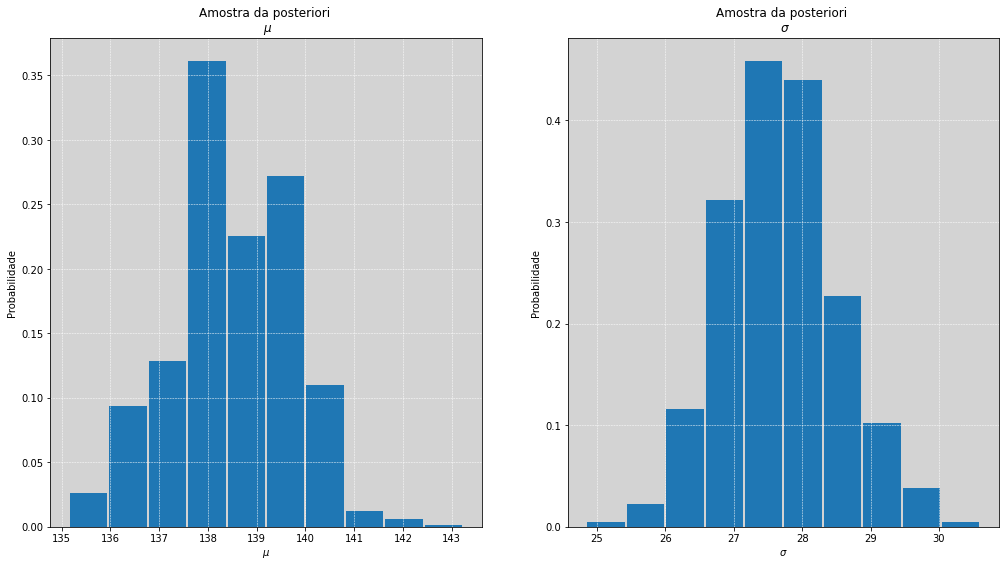 Amostra da posteriori
μ
Probabilidade
0.35
0.30
0.25
0.20
0.15
0.10
0.05
0.00
135 136 137 138 139 140 141 142 143
μ
Amostra da posteriori
σ
Probabilidade
0.4
0.3
0.2
0.1
0.0
25 26 27 28 29 30
σ